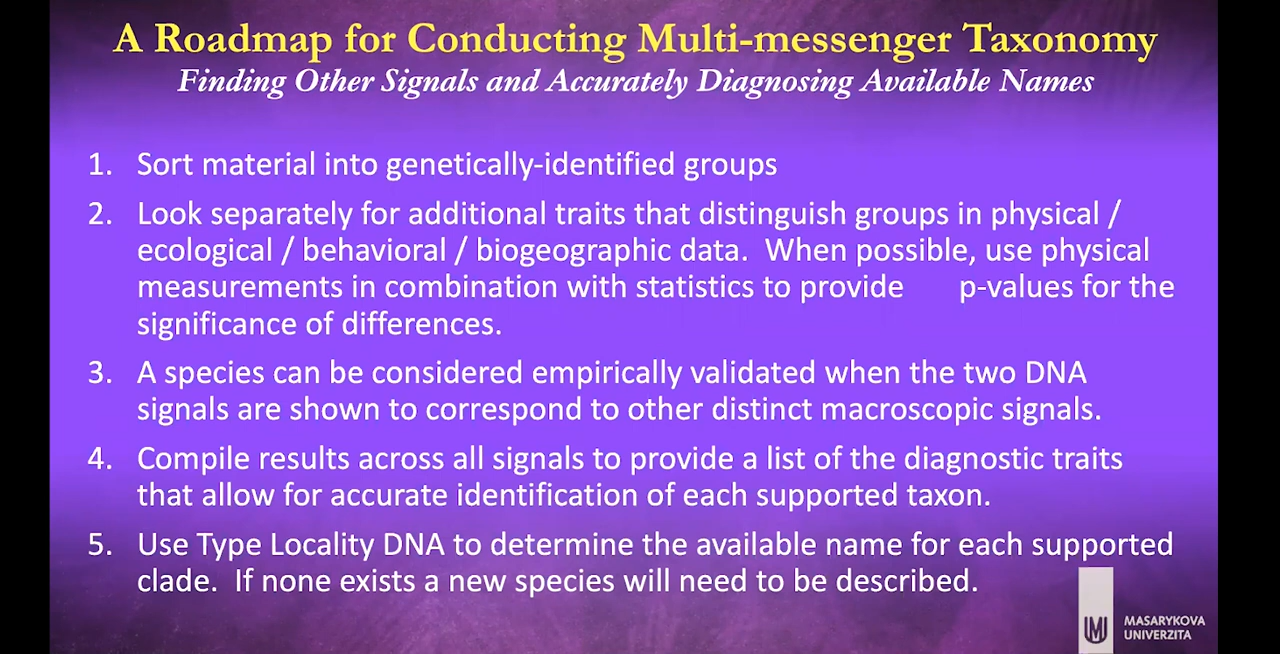 A Roadmap for Conducting Multi-messenger Taxonomy
Finding Other Signals and Accurately Diagnosing Available Names
1. Sort material into genetically-identified groups
2. Look separately for additional traits that distinguish groups in physical /
ecological / behavioral / biogeographic data. When possible, use physical
measurements in combination with statistics to provide p-values for the
significance of differences.
3. A species can be considered empirically validated when the two DNA
signals are shown to correspond to other distinct macroscopic signals.
4. Compile results across all signals to provide a list of the diagnostic traits
that allow for accurate identification of each supported taxon.
5. Use Type Locality DNA to determine the available name for each supported
clade. If none exists a new species will need to be described.
MU
MASARYKOVA
UNIVERZITA